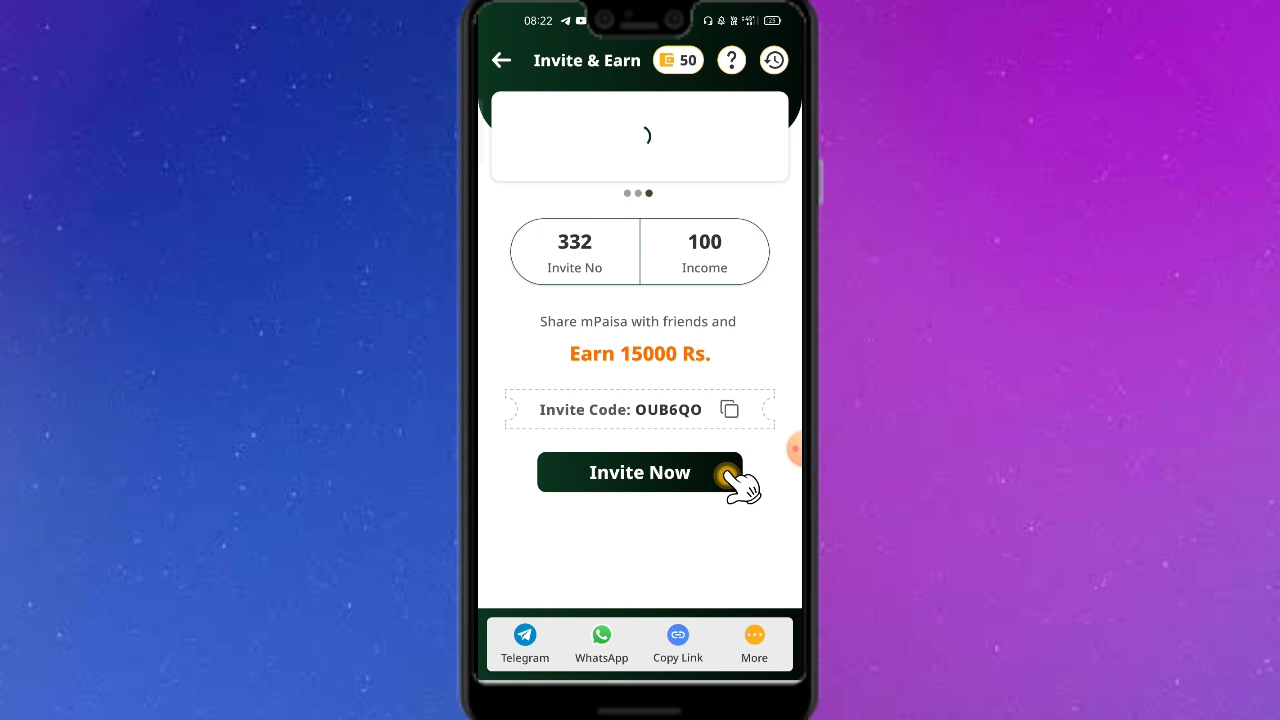 08:22
Invite & Earn 50 ?
332 100
Invite No Income
Share mPaisa with friends and
Earn 15000 Rs.
Invite Code: OUB6QO
Invite Now
Telegram WhatsApp Copy Link More